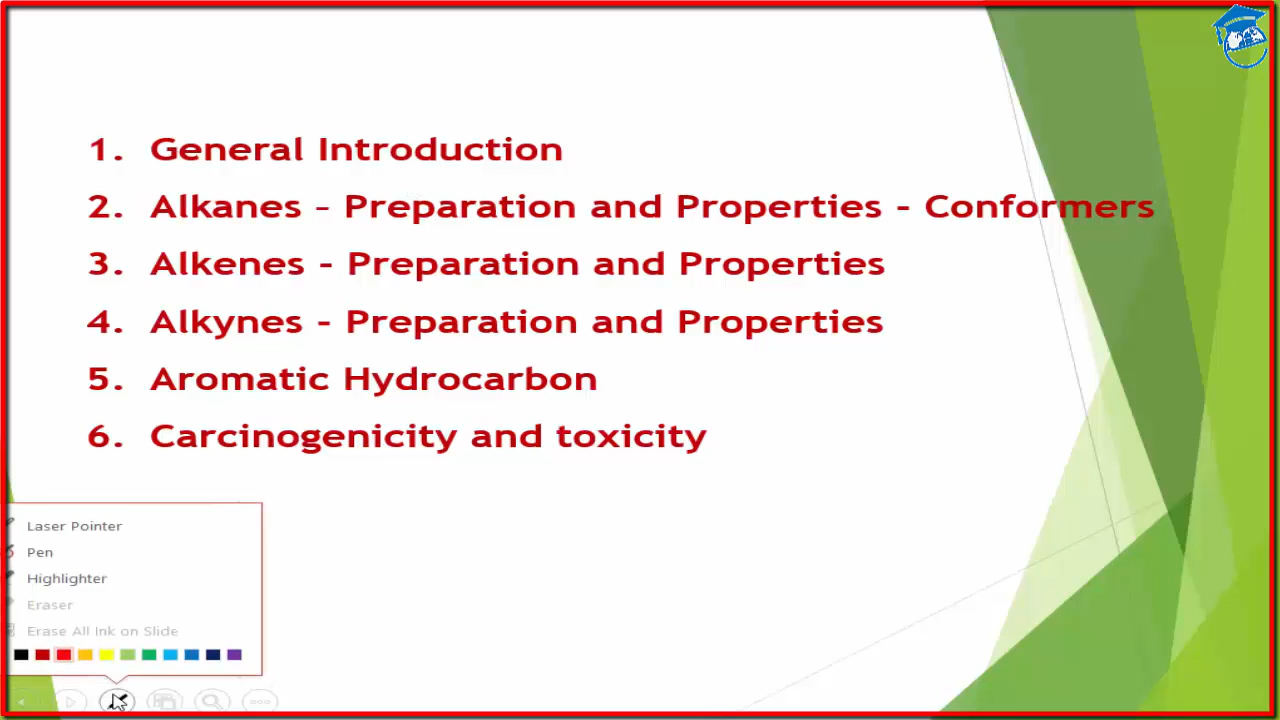 1. General Introduction
2. Alkanes – Preparation and Properties - Conformers
3. Alkenes - Preparation and Properties
4. Alkynes - Preparation and Properties
5. Aromatic Hydrocarbon
6. Carcinogenicity and toxicity
Laser Pointer
Pen
Highlighter
Eraser
Erase All Ink on Slide